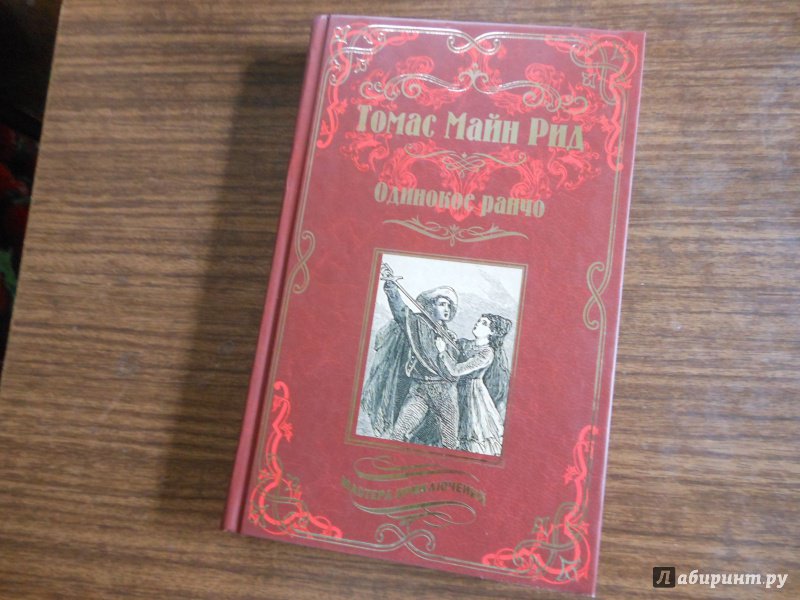 Томас Майн Рид
Одинокое ранчо
Мастера приключений
Лабиринт.ру